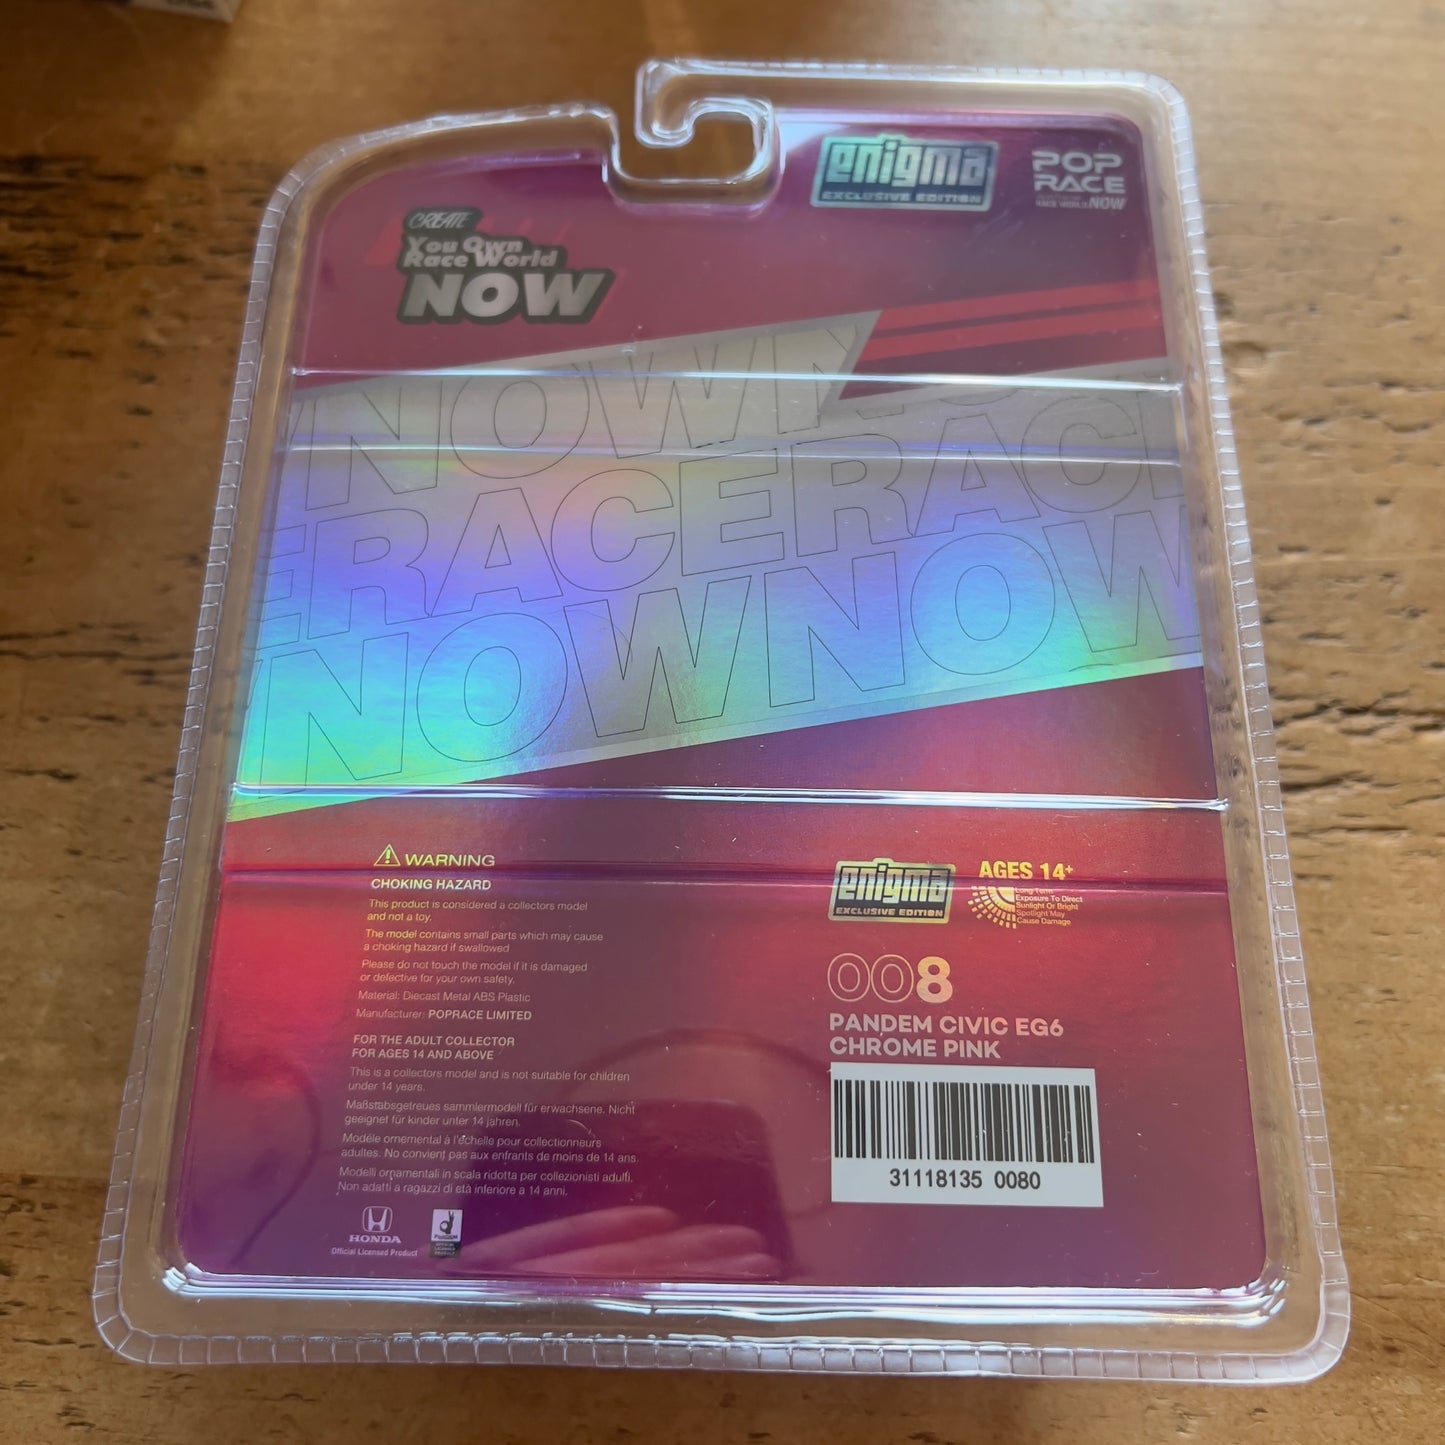 enigma
EXCLUSIVE EDITION
POP
RACE
RACE WORLD NOW
CREATE
You Own
Race World
NOW
NOW
ERACERACE
NOWNOW
WARNING
CHOKING HAZARD
This product is considered a collectors model
and not a toy.
The model contains small parts which may cause
a choking hazard if swallowed
Please do not touch the model if it is damaged
or defective for your own safety.
Material: Diecast Metal ABS Plastic
Manufacturer: POPRACE LIMITED
FOR THE ADULT COLLECTOR
FOR AGES 14 AND ABOVE
This is a collectors model and is not suitable for children
under 14 years.
Maßstabsgetreues sammlermodell für erwachsene. Nicht
geeignet für kinder unter 14 jahren.
Modéle ornemental à l'échelle pour collectionneurs
adultes. No convient pas aux enfants de moins de 14 ans.
Modelli ornamentali in scala ridotta per collezionisti adulti.
Non adatti a ragazzi di età inferiore a 14 anni.
HONDA
Official Licensed Product
enigma
EXCLUSIVE EDITION
AGES 14+
Long Term
Exposure To Direct
Sunlight Or Bright
Spotlight May
Cause Damage
008
PANDEM CIVIC EG6
CHROME PINK
31118135 0080